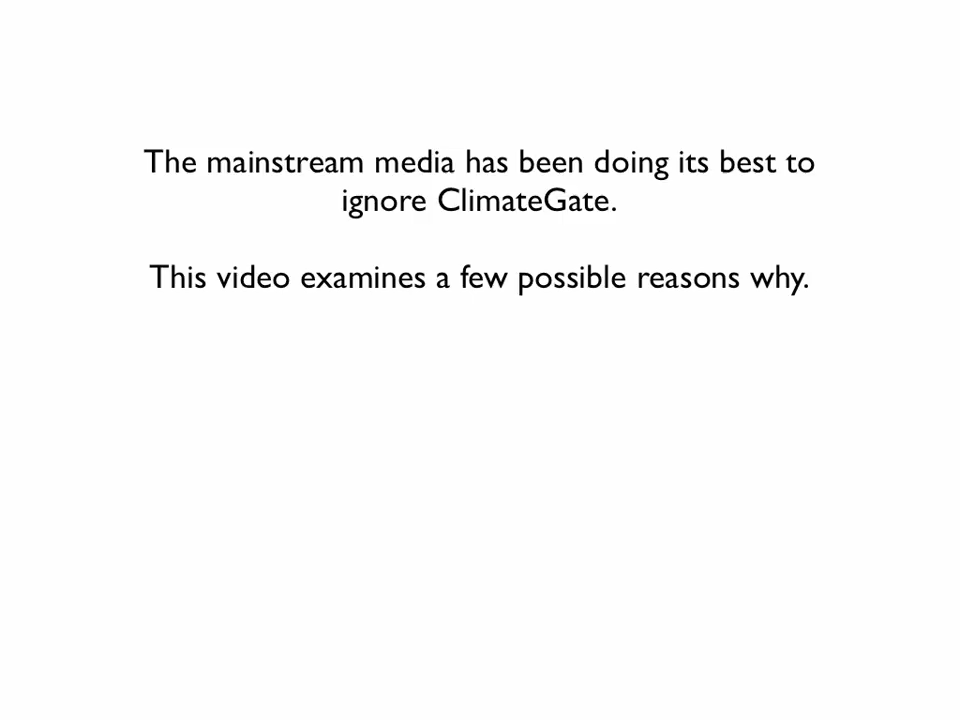 The mainstream media has been doing its best to
ignore ClimateGate.
This video examines a few possible reasons why.